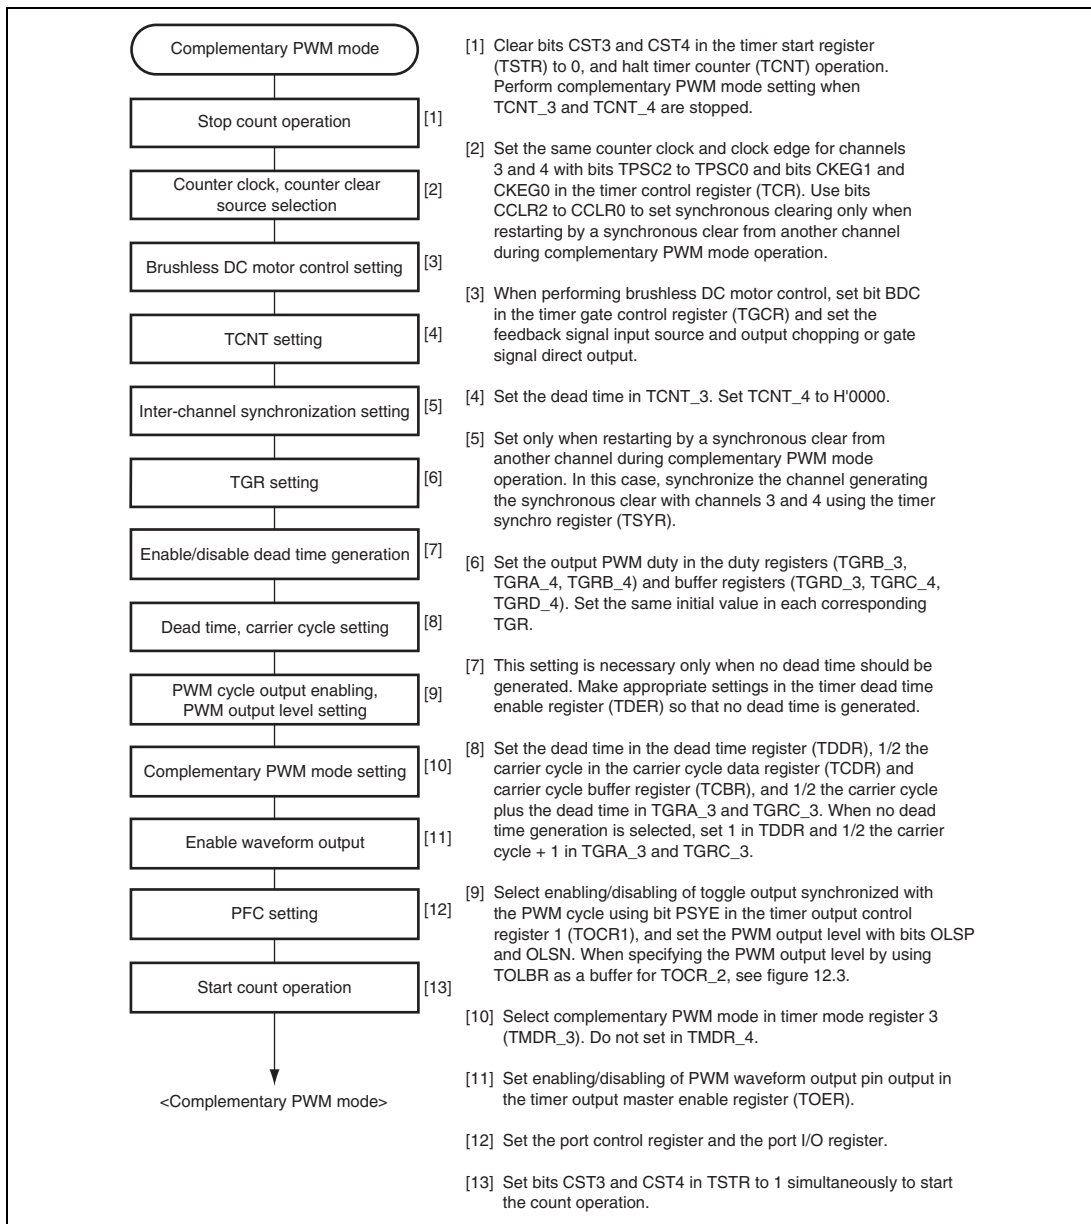 Complementary PWM mode
Stop count operation
[1]
Counter clock, counter clear
source selection
[2]
Brushless DC motor control setting
[3]
TCNT setting
[4]
Inter-channel synchronization setting
[5]
TGR setting
[6]
Enable/disable dead time generation
[7]
Dead time, carrier cycle setting
[8]
PWM cycle output enabling,
PWM output level setting
[9]
Complementary PWM mode setting
[10]
Enable waveform output
[11]
PFC setting
[12]
Start count operation
[13]
<Complementary PWM mode>
[1] Clear bits CST3 and CST4 in the timer start register
(TSTR) to 0, and halt timer counter (TCNT) operation.
Perform complementary PWM mode setting when
TCNT_3 and TCNT_4 are stopped.
[2] Set the same counter clock and clock edge for channels
3 and 4 with bits TPSC2 to TPSC0 and bits CKEG1 and
CKEG0 in the timer control register (TCR). Use bits
CCLR2 to CCLR0 to set synchronous clearing only when
restarting by a synchronous clear from another channel
during complementary PWM mode operation.
[3] When performing brushless DC motor control, set bit BDC
in the timer gate control register (TGCR) and set the
feedback signal input source and output chopping or gate
signal direct output.
[4] Set the dead time in TCNT_3. Set TCNT_4 to H'0000.
[5] Set only when restarting by a synchronous clear from
another channel during complementary PWM mode
operation. In this case, synchronize the channel generating
the synchronous clear with channels 3 and 4 using the timer
synchro register (TSYR).
[6] Set the output PWM duty in the duty registers (TGRB_3,
TGRA_4, TGRB_4) and buffer registers (TGRD_3, TGRC_4,
TGRD_4). Set the same initial value in each corresponding
TGR.
[7] This setting is necessary only when no dead time should be
generated. Make appropriate settings in the timer dead time
enable register (TDER) so that no dead time is generated.
[8] Set the dead time in the dead time register (TDDR), 1/2 the
carrier cycle in the carrier cycle data register (TCDR) and
carrier cycle buffer register (TCBR), and 1/2 the carrier cycle
plus the dead time in TGRA_3 and TGRC_3. When no dead
time generation is selected, set 1 in TDDR and 1/2 the carrier
cycle + 1 in TGRA_3 and TGRC_3.
[9] Select enabling/disabling of toggle output synchronized with
the PWM cycle using bit PSYE in the timer output control
register 1 (TOCR1), and set the PWM output level with bits OLSP
and OLSN. When specifying the PWM output level by using
TOLBR as a buffer for TOCR_2, see figure 12.3.
[10] Select complementary PWM mode in timer mode register 3
(TMDR_3). Do not set in TMDR_4.
[11] Set enabling/disabling of PWM waveform output pin output in
the timer output master enable register (TOER).
[12] Set the port control register and the port I/O register.
[13] Set bits CST3 and CST4 in TSTR to 1 simultaneously to start
the count operation.